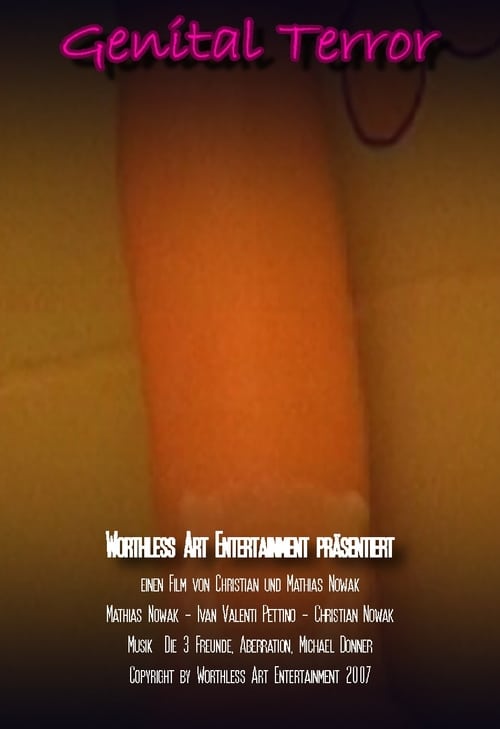 Genital Terror
Worthless Art Entertainment präsentiert
einen Film von Christian und Mathias Nowak
Mathias Nowak - Ivan Valenti Pettino - Christian Nowak
Musik Die 3 Freunde, Aberration, Michael Donner
Copyright by Worthless Art Entertainment 2007